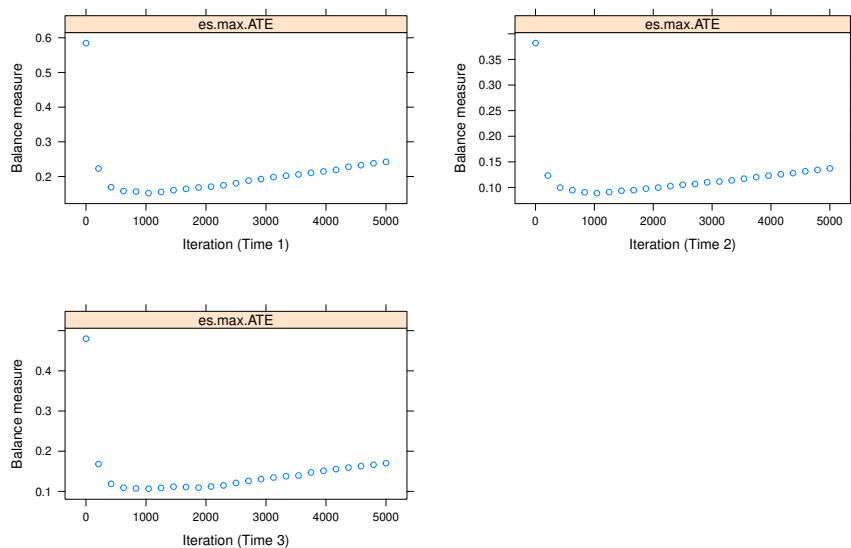 es.max.ATE
0.6
0.5
0.4
0.3
0.2
Balance measure
0 1000 2000 3000 4000 5000
Iteration (Time 1)
es.max.ATE
0.35
0.30
0.25
0.20
0.15
0.10
Balance measure
0 1000 2000 3000 4000 5000
Iteration (Time 2)
es.max.ATE
0.4
0.3
0.2
0.1
Balance measure
0 1000 2000 3000 4000 5000
Iteration (Time 3)